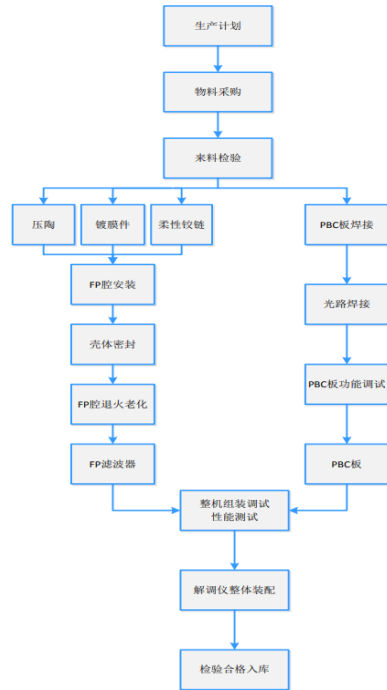 生产计划
物料采购
来料检验
压陶
镀膜件
柔性铰链
PBC板焊接
FP腔安装
光路焊接
壳体密封
FP腔退火老化
PBC板功能调试
FP滤波器
PBC板
整机组装调试
性能测试
解调仪整体装配
检验合格入库